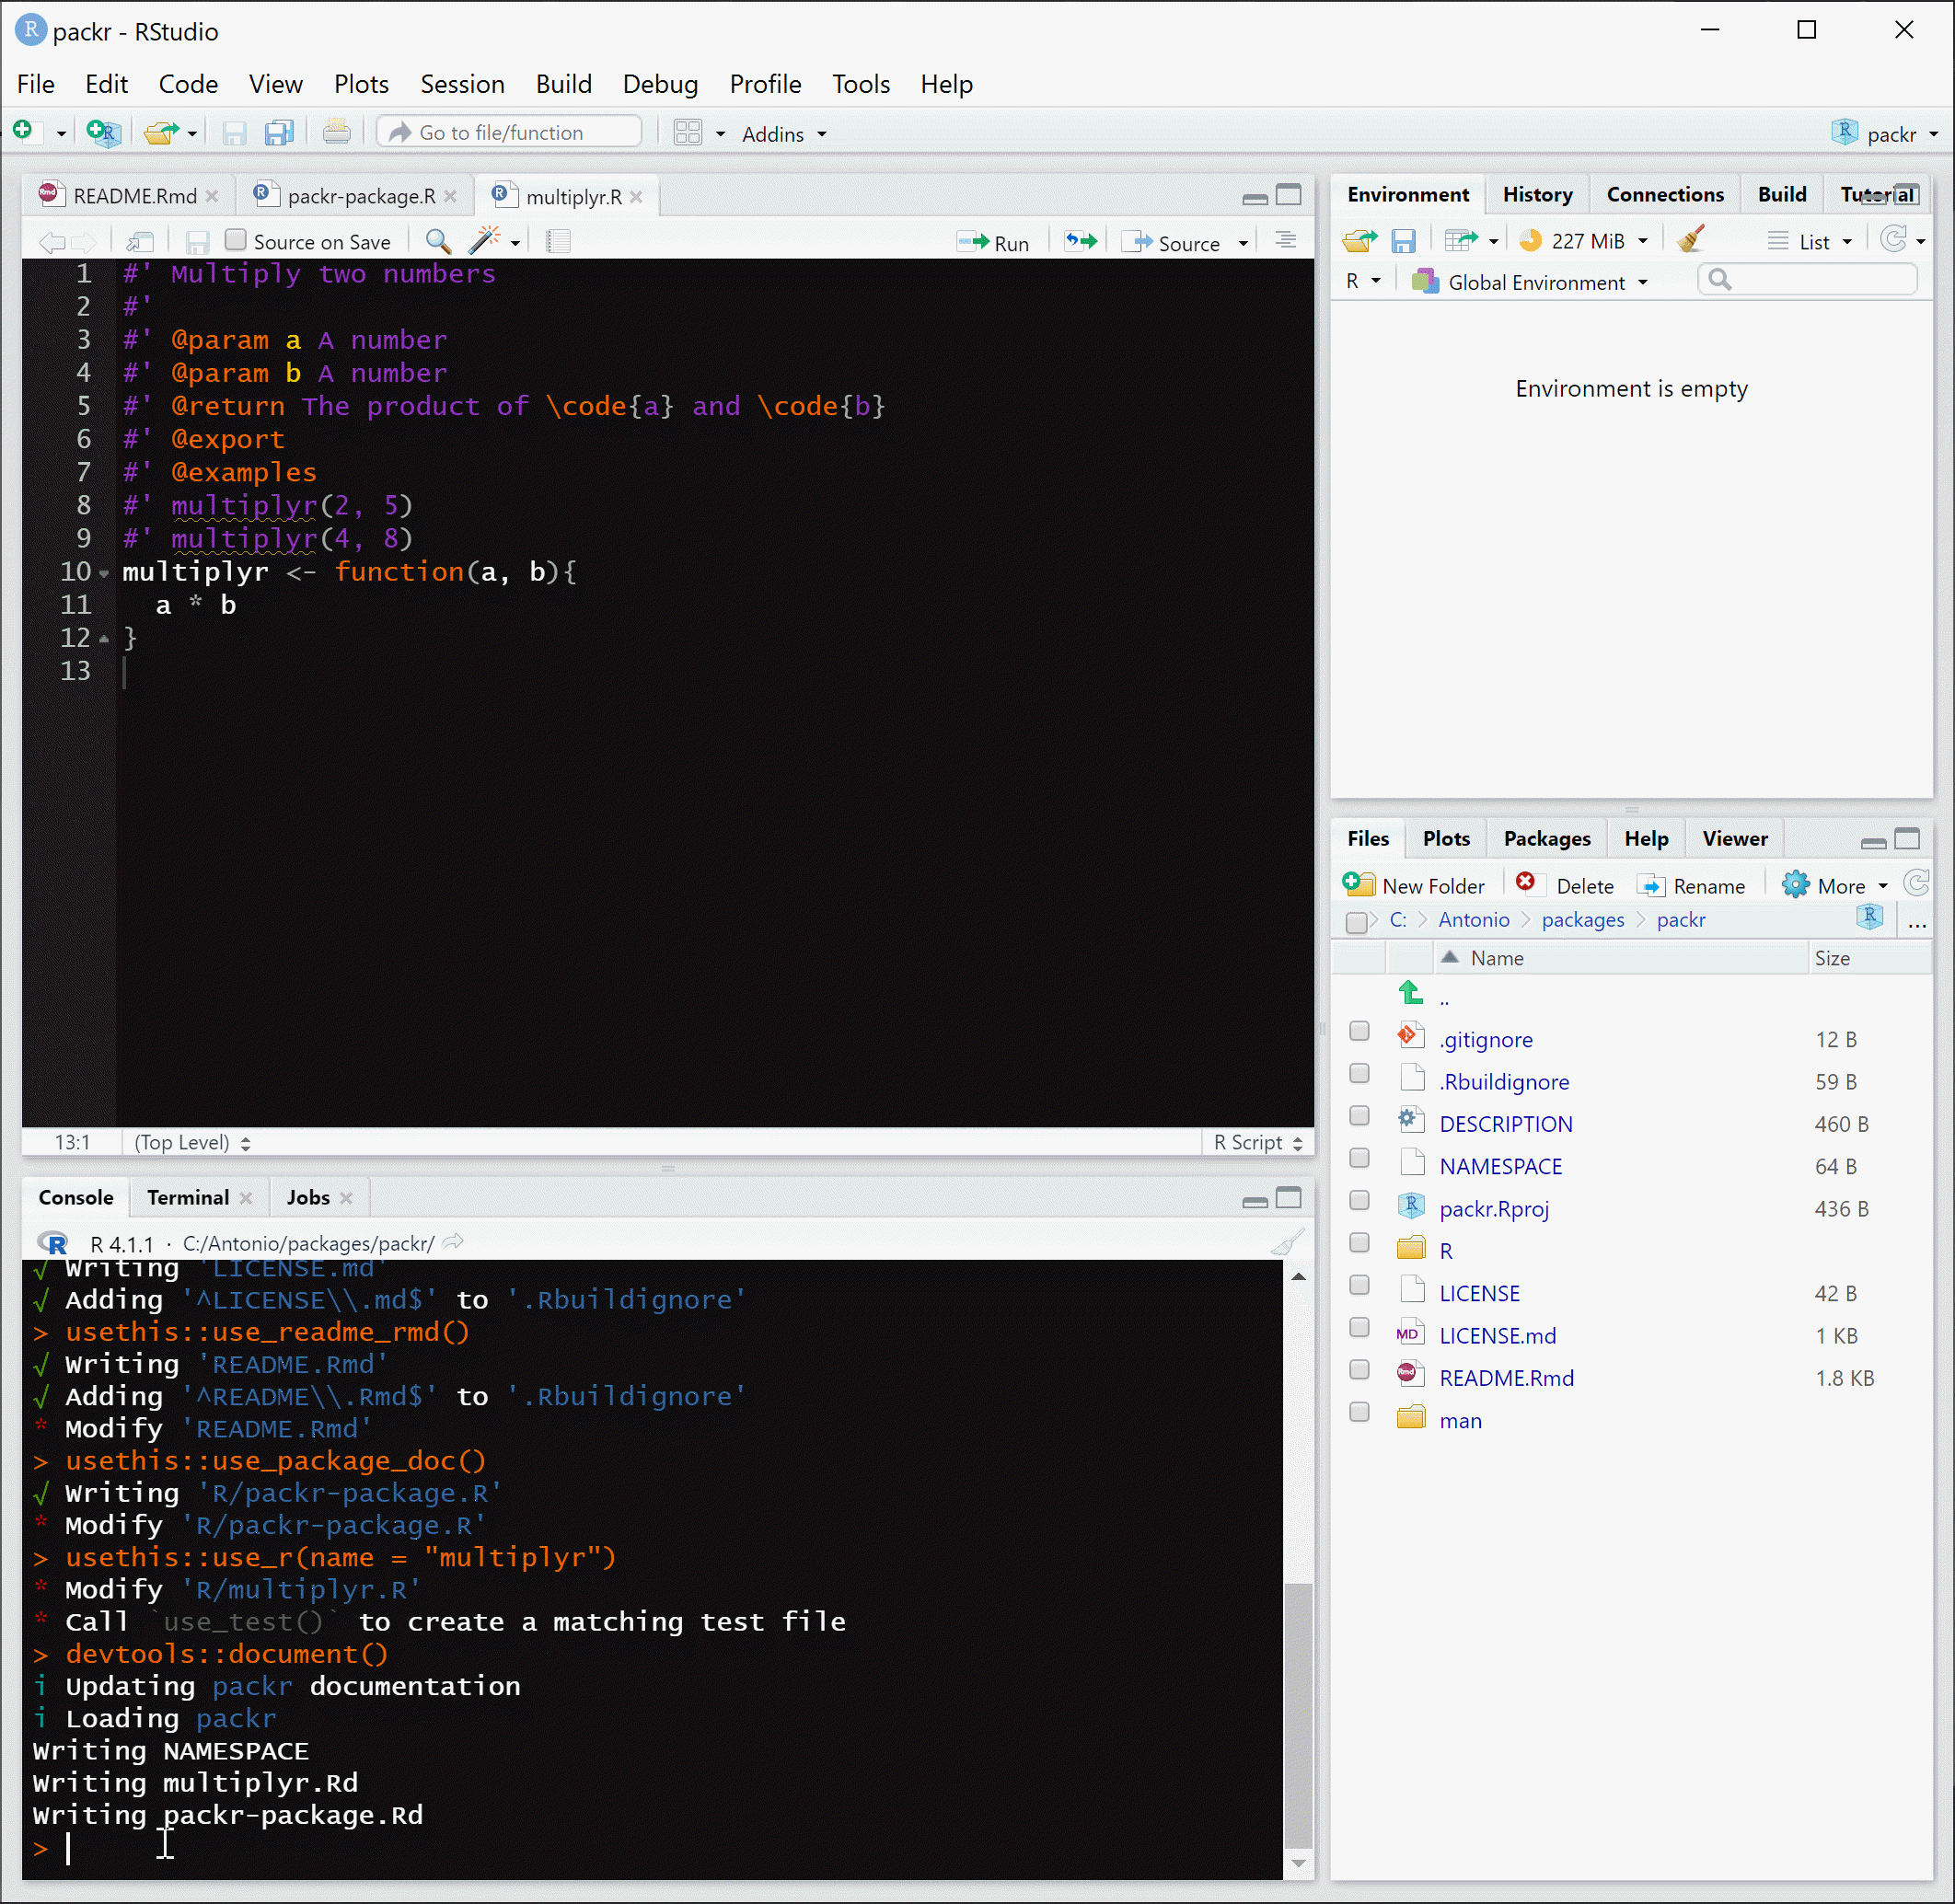 packr - RStudio
File Edit Code View Plots Session Build Debug Profile Tools Help
Go to file/function Addins packr
README.Rmd packr-package.R multiplyr.R
Source on Save Run Source
1 #' Multiply two numbers
2 #'
3 #' @param a A number
4 #' @param b A number
5 #' @return The product of \code{a} and \code{b}
6 #' @export
7 #' @examples
8 #' multiplyr(2, 5)
9 #' multiplyr(4, 8)
10 multiplyr <- function(a, b){
11 a * b
12 }
13
13:1 (Top Level) R Script
Console Terminal Jobs
R 4.1.1 · C:/Antonio/packages/packr/
√ Writing 'LICENSE.md'
√ Adding '^LICENSE\\.md$' to '.Rbuildignore'
> usethis::use_readme_rmd()
√ Writing 'README.Rmd'
√ Adding '^README\\.Rmd$' to '.Rbuildignore'
* Modify 'README.Rmd'
> usethis::use_package_doc()
√ Writing 'R/packr-package.R'
* Modify 'R/packr-package.R'
> usethis::use_r(name = "multiplyr")
* Modify 'R/multiplyr.R'
* Call `use_test()` to create a matching test file
> devtools::document()
i Updating packr documentation
i Loading packr
Writing NAMESPACE
Writing multiplyr.Rd
Writing packr-package.Rd
>
Environment History Connections Build Tutorial
227 MiB List
R Global Environment
Environment is empty
Files Plots Packages Help Viewer
New Folder Delete Rename More
C: Antonio packages packr ...
Name Size
..
.gitignore 12 B
.Rbuildignore 59 B
DESCRIPTION 460 B
NAMESPACE 64 B
packr.Rproj 436 B
R
LICENSE 42 B
LICENSE.md 1 KB
README.Rmd 1.8 KB
man